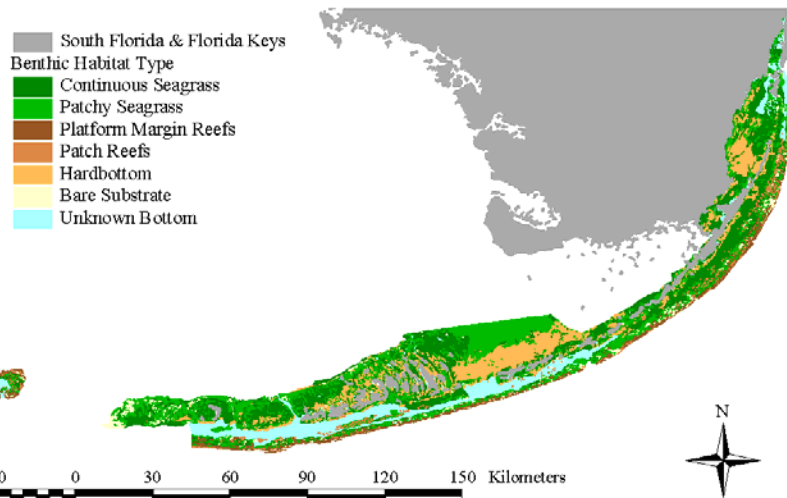 South Florida & Florida Keys
Benthic Habitat Type
Continuous Seagrass
Patchy Seagrass
Platform Margin Reefs
Patch Reefs
Hardbottom
Bare Substrate
Unknown Bottom
N
0 0 30 60 90 120 150 Kilometers